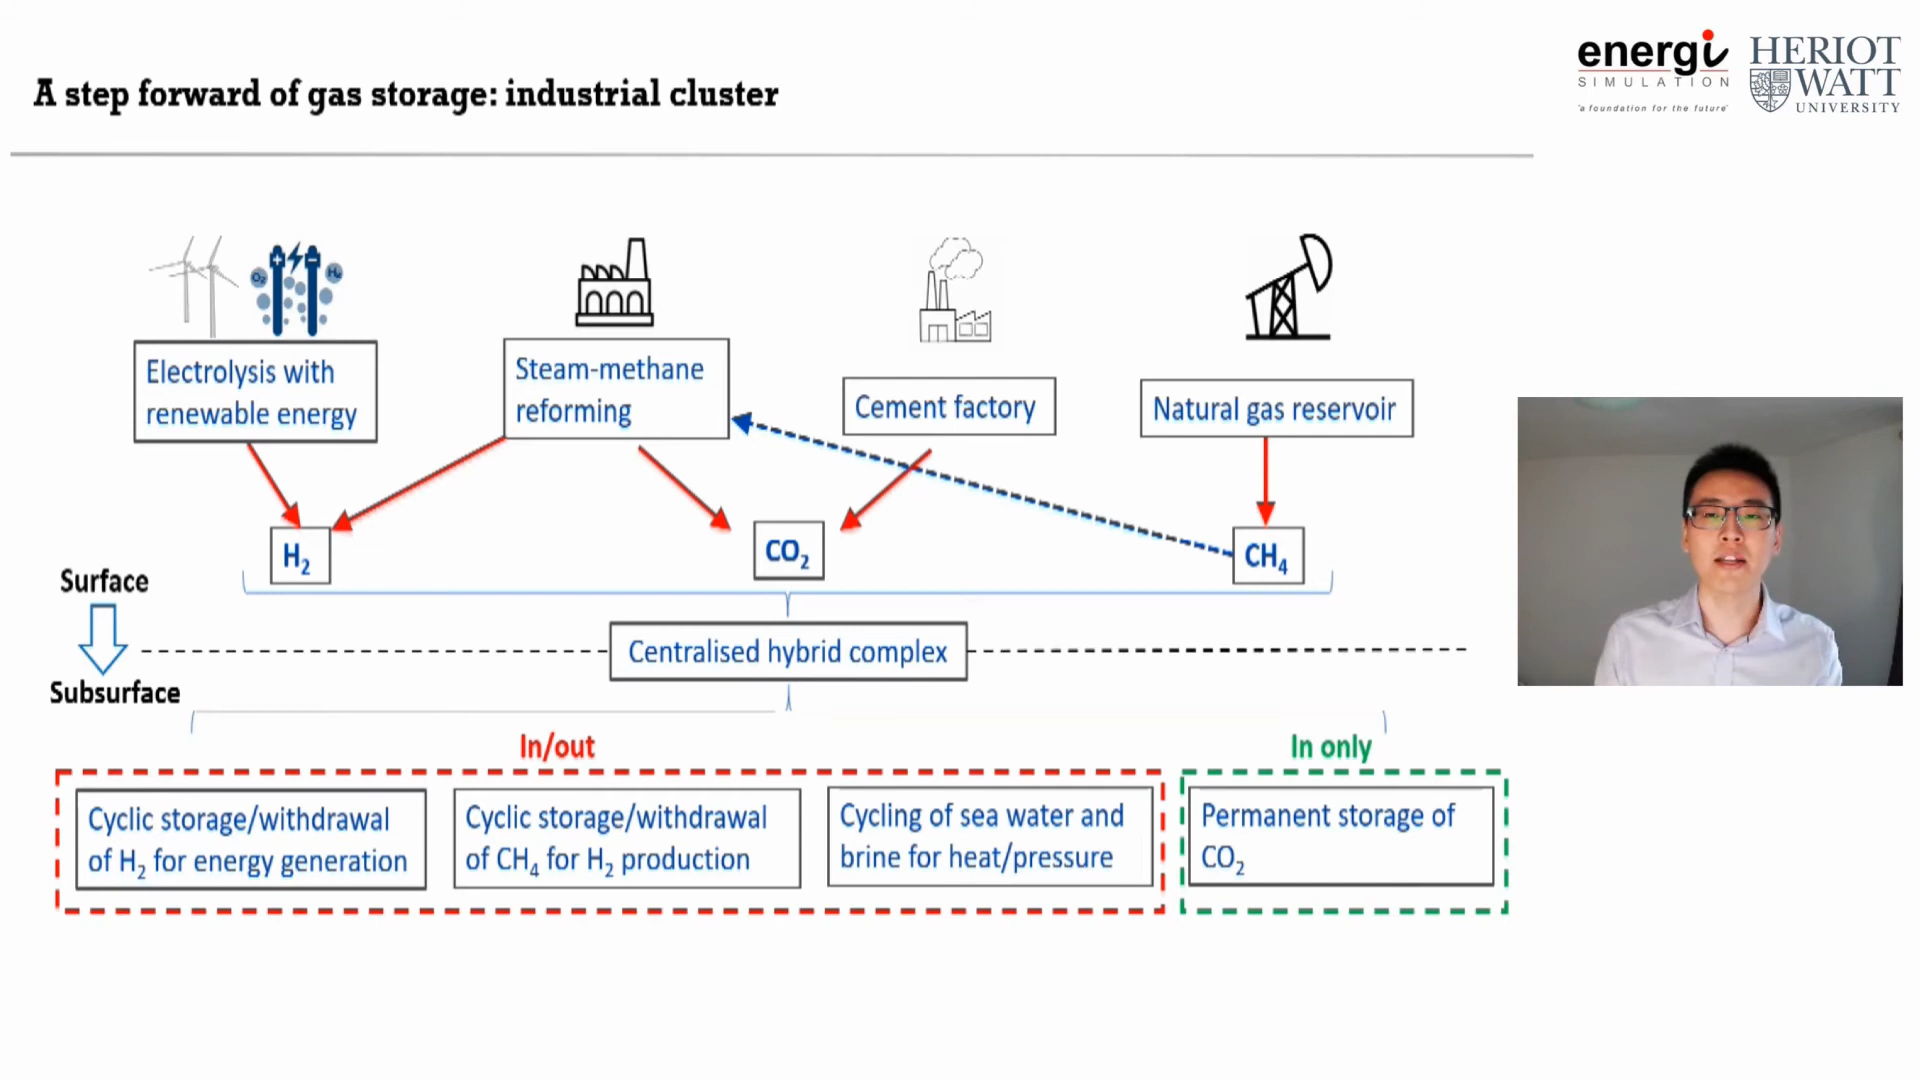 energi
SIMULATION
'a foundation for the future'
HERIOT
WATT
UNIVERSITY
A step forward of gas storage: industrial cluster
O₂
H₂
Electrolysis with
renewable energy
Steam-methane
reforming
Cement factory
Natural gas reservoir
H₂
CO₂
CH₄
Surface
Centralised hybrid complex
Subsurface
In/out
In only
Cyclic storage/withdrawal
of H₂ for energy generation
Cyclic storage/withdrawal
of CH₄ for H₂ production
Cycling of sea water and
brine for heat/pressure
Permanent storage of
CO₂